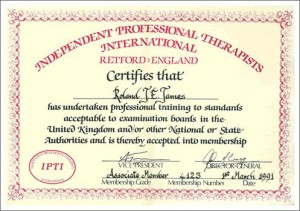 INDEPENDENT PROFESSIONAL THERAPISTS
INTERNATIONAL
RETFORD: ENGLAND
Certifies that
Roland J.E. James
has undertaken professional training to standards
acceptable to examination boards in the
United Kingdom and/or other National or State
Authorities and is hereby accepted into membership
IPTI
VICE PRESIDENT
DIRECTOR-GENERAL
Associate Member 4123 1st March 1991
Membership Grade Membership No. Date